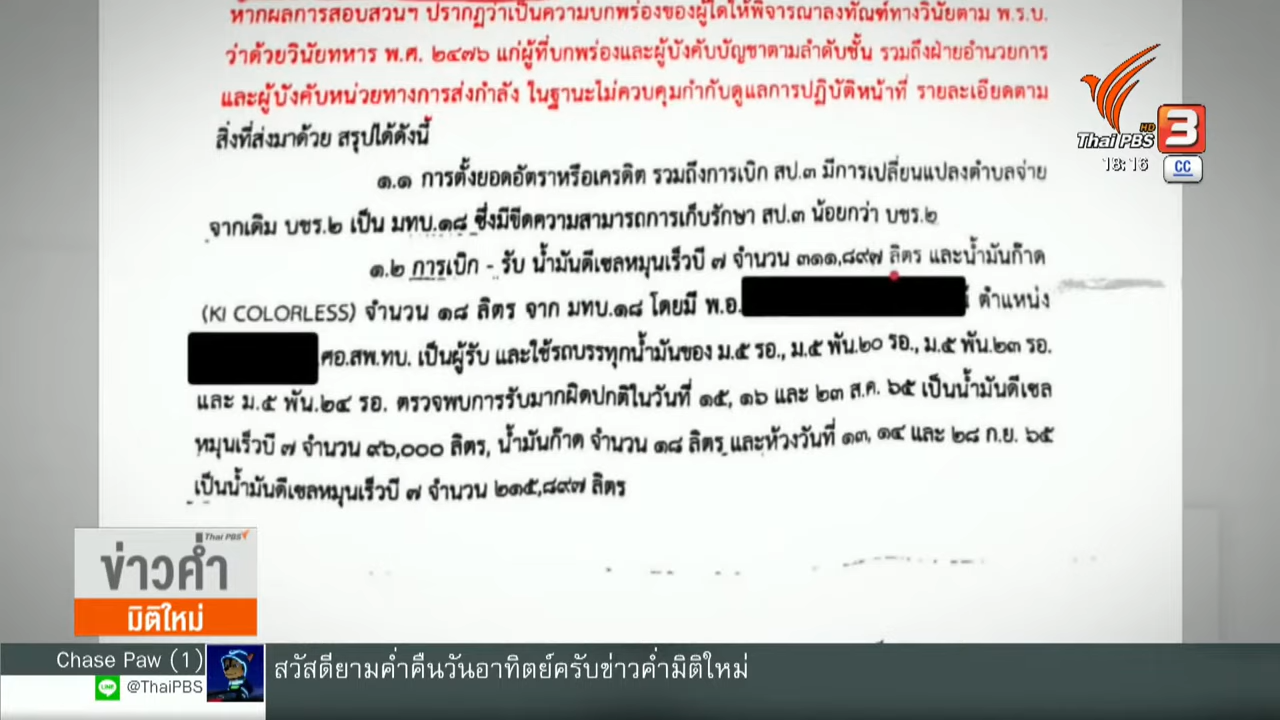 หากผลการสอบสวนฯ ปรากฏว่าเป็นความบกพร่องของผู้ใดให้พิจารณาลงทัณฑ์ทางวินัยตาม พ.ร.บ.
ว่าด้วยวินัยทหาร พ.ศ. ๒๔๗๖ แก่ผู้ที่บกพร่องและผู้บังคับบัญชาตามลำดับชั้น รวมถึงฝ่ายอำนวยการ
และผู้บังคับหน่วยทางการส่งกำลัง ในฐานะไม่ควบคุมกำกับดูแลการปฏิบัติหน้าที่ รายละเอียดตาม
สิ่งที่ส่งมาด้วย สรุปได้ดังนี้
๑.๑ การตั้งยอดอัตราหรือเครดิต รวมถึงการเบิก สป.๓ มีการเปลี่ยนแปลงตำบลจ่าย
จากเดิม บชร.๒ เป็น มทบ.๑๘ ซึ่งมีขีดความสามารถการเก็บรักษา สป.๓ น้อยกว่า บชร.๒
๑.๒ การเบิก - รับ น้ำมันดีเซลหมุนเร็วบี ๗ จำนวน ๓๑๑,๘๙๗ ลิตร และน้ำมันก๊าด
(KI COLORLESS) จำนวน ๑๘ ลิตร จาก มทบ.๑๘ โดยมี พ.อ. ตำแหน่ง
ศอ.สพ.ทบ. เป็นผู้รับ และใช้รถบรรทุกน้ำมันของ ม.๕ รอ., ม.๕ พัน.๒๐ รอ., ม.๕ พัน.๒๓ รอ.
และ ม.๕ พัน.๒๔ รอ. ตรวจพบการรับมากผิดปกติในวันที่ ๑๕, ๑๖ และ ๒๓ ส.ค. ๖๕ เป็นน้ำมันดีเซล
หมุนเร็วบี ๗ จำนวน ๙๖,๐๐๐ ลิตร, น้ำมันก๊าด จำนวน ๑๘ ลิตร และห้วงวันที่ ๑๓, ๑๔ และ ๒๘ ก.ย. ๖๕
เป็นน้ำมันดีเซลหมุนเร็วบี ๗ จำนวน ๒๑๕,๘๙๗ ลิตร
Thai PBS HD 3
18:16 CC
Thai PBS
ข่าวค่ำ
มิติใหม่
Chase Paw (1)
LINE @ThaiPBS
สวัสดียามค่ำคืนวันอาทิตย์ครับข่าวค่ำมิติใหม่